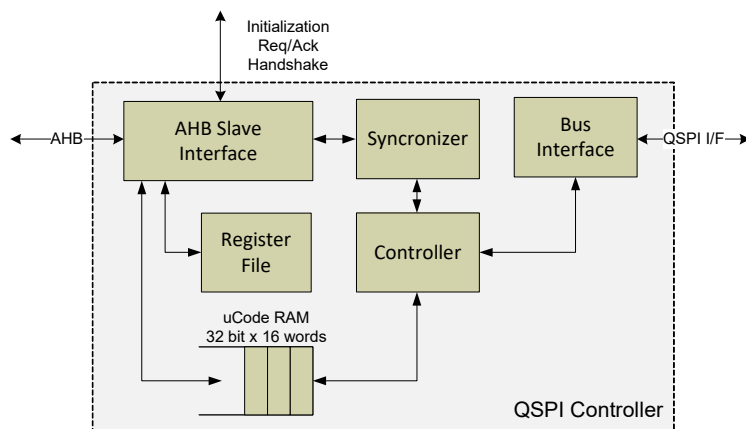 Initialization
Req/Ack
Handshake
AHB Slave
Interface
Syncronizer
Bus
Interface
AHB
QSPI I/F
Register
File
Controller
uCode RAM
32 bit x 16 words
QSPI Controller